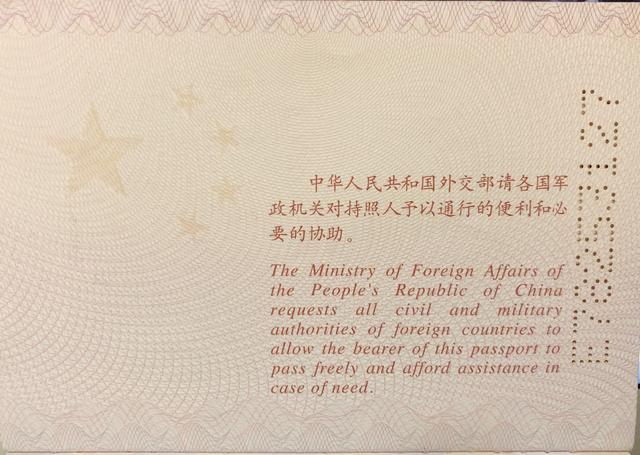 中华人民共和国外交部请各国军
政机关对持照人予以通行的便利和必
要的协助。
The Ministry of Foreign Affairs of
the People's Republic of China
requests all civil and military
authorities of foreign countries to
allow the bearer of this passport to
pass freely and afford assistance in
case of need.